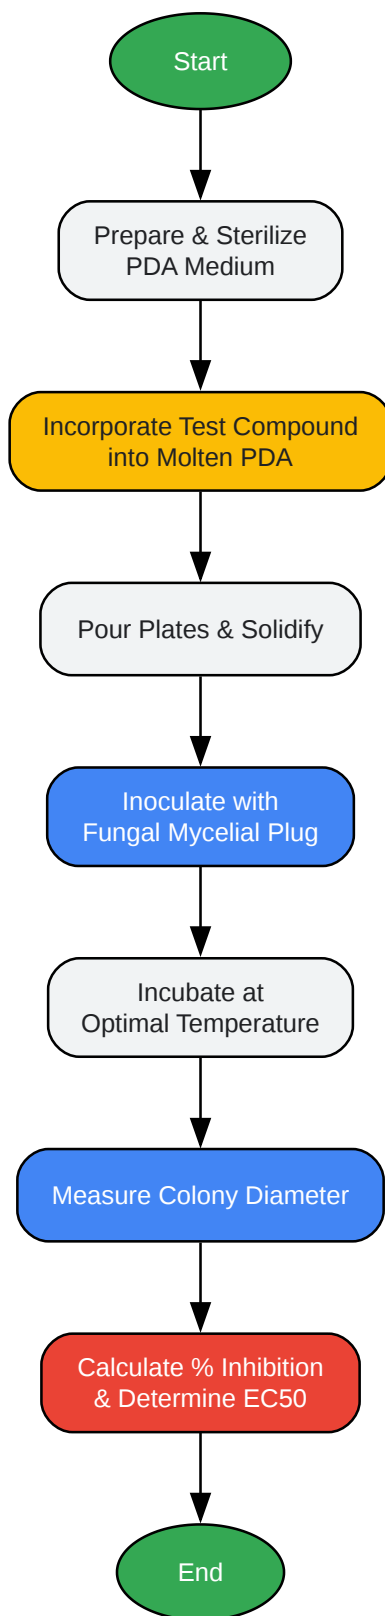 Start
Prepare & Sterilize
PDA Medium
Incorporate Test Compound
into Molten PDA
Pour Plates & Solidify
Inoculate with
Fungal Mycelial Plug
Incubate at
Optimal Temperature
Measure Colony Diameter
Calculate % Inhibition
& Determine EC50
End